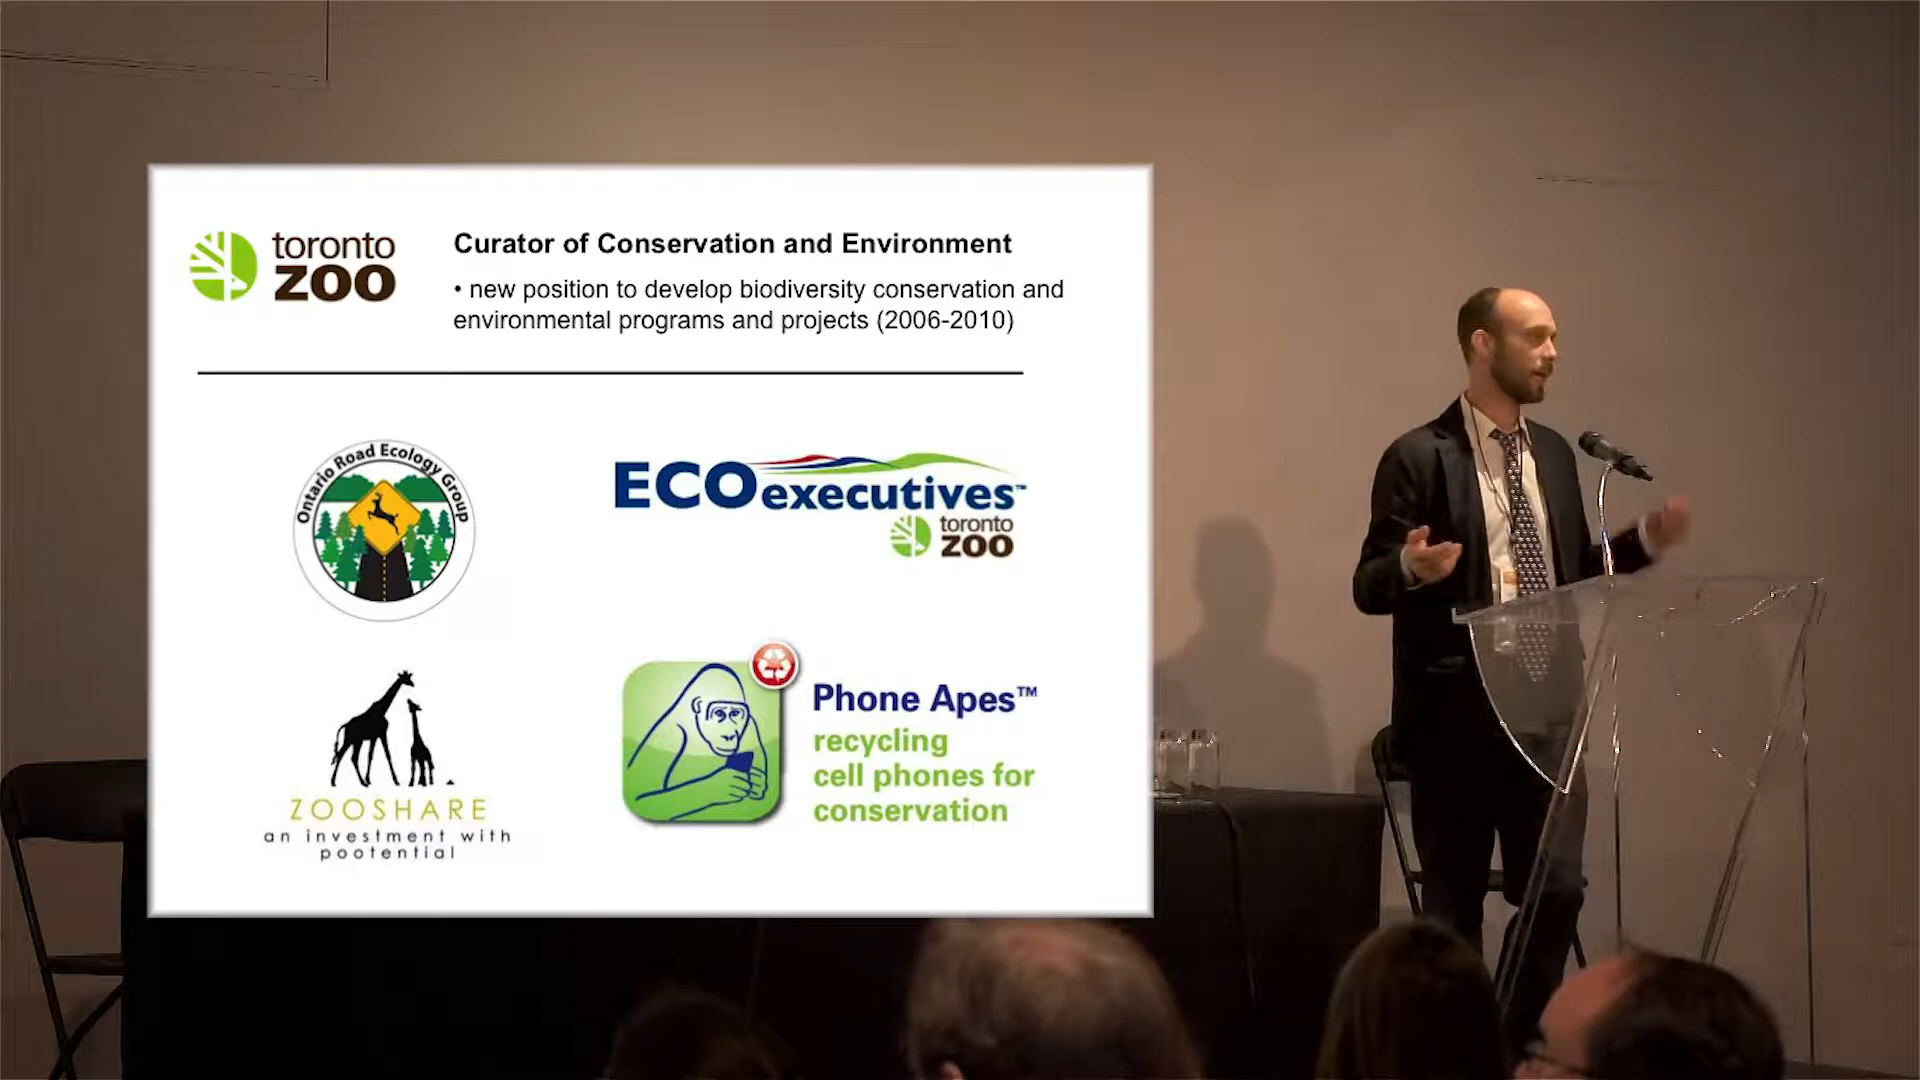 toronto
ZOO
Curator of Conservation and Environment
• new position to develop biodiversity conservation and
environmental programs and projects (2006-2010)
Ontario Road Ecology Group
ECOexecutives™
toronto
ZOO
ZOOSHARE
an investment with
pootential
Phone Apes™
recycling
cell phones for
conservation